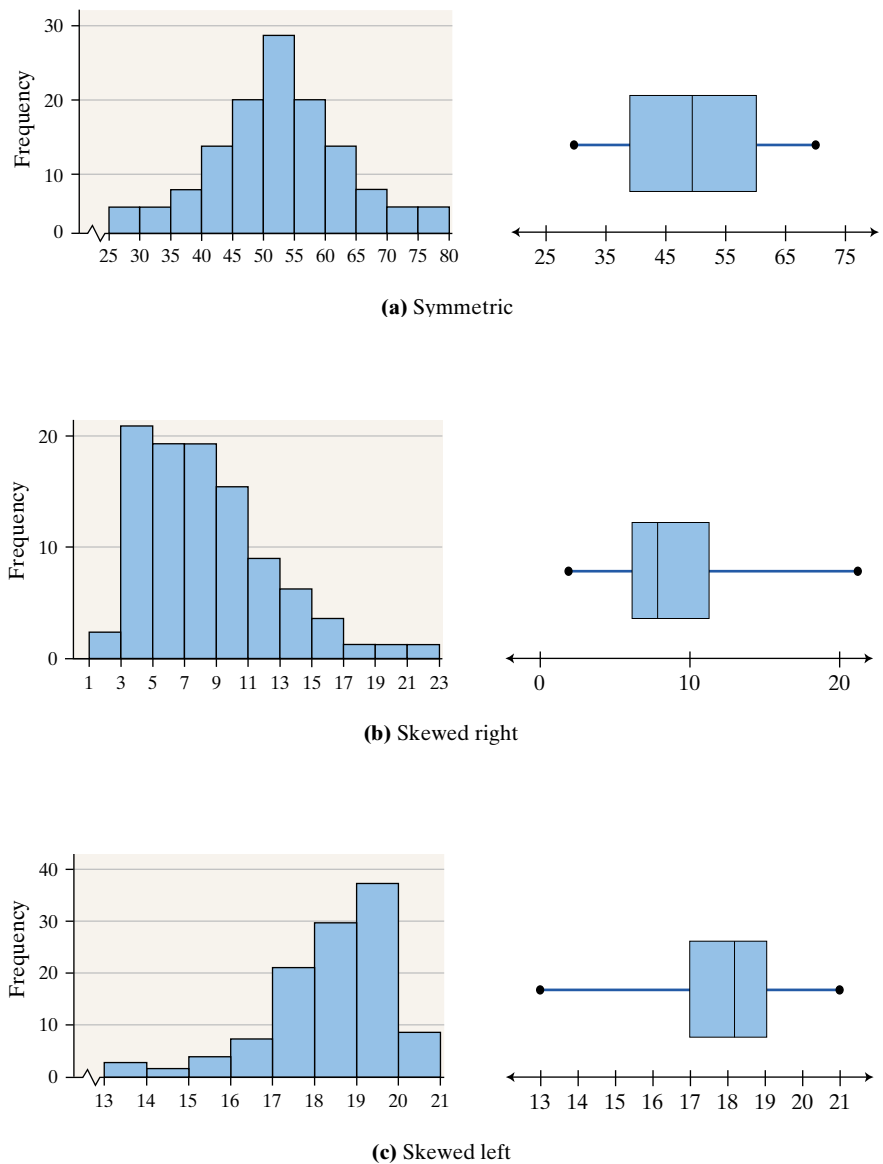 30
20
10
0
Frequency
25 30 35 40 45 50 55 60 65 70 75 80
25 35 45 55 65 75
(a) Symmetric
20
10
0
Frequency
1 3 5 7 9 11 13 15 17 19 21 23
0 10 20
(b) Skewed right
40
30
20
10
0
Frequency
13 14 15 16 17 18 19 20 21
13 14 15 16 17 18 19 20 21
(c) Skewed left